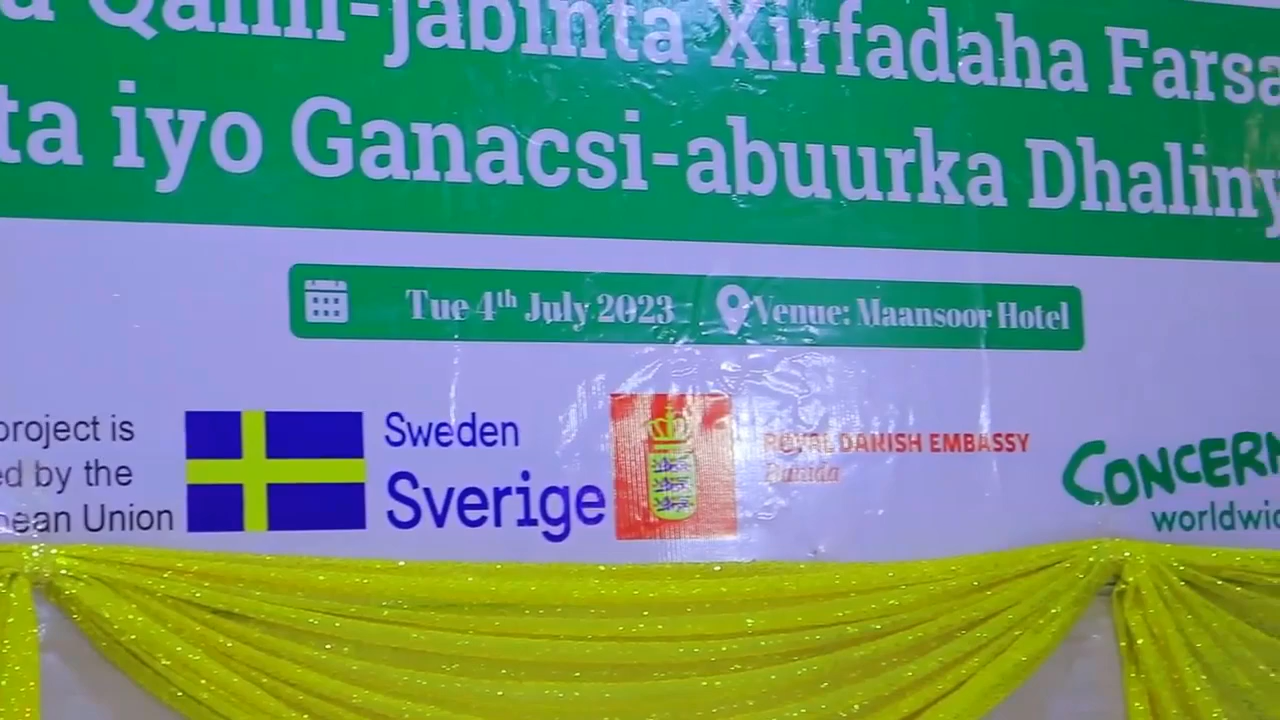 Qalin-jabinta Xirfadaha Farsa
ta iyo Ganacsi-abuurka Dhaliny
Tue 4th July 2023 Venue: Maansoor Hotel
project is
ed by the
pean Union
Sweden
Sverige
ROYAL DANISH EMBASSY
Danida
CONCERN
worldwid